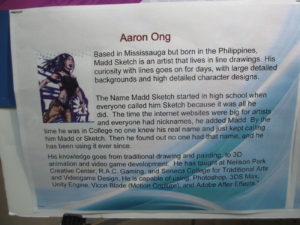 Aaron Ong
Based in Mississauga but born in the Philippines,
Madd Sketch is an artist that lives in line drawings. His
curiosity with lines goes on for days, with large detailed
backgrounds and high detailed character designs.
The Name Madd Sketch started in high school when
everyone called him Sketch because it was all he
did. The time the internet websites were big for artists
and everyone had nicknames, he added Madd. By the
time he was in College no one knew his real name and just kept calling
him Madd or Sketch. Then he found out no one had that name, and he
has been using it ever since.
His knowledge goes from traditional drawing and painting, to 3D
animation and video game development. He has taught at Neilson Park
Creative Center, R.A.C. Gaming, and Seneca College for Traditional Arts
and Videogame Design. He is capable of using, Photoshop, 3DS Max,
Unity Engine, Vicon Blade (Motion Capture), and Adobe After Effects.